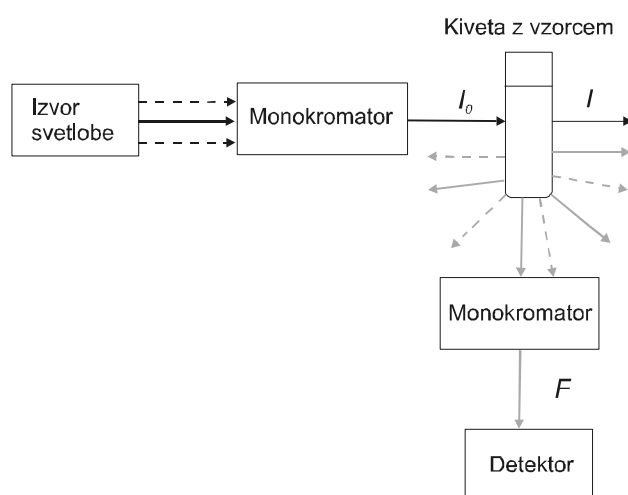 Kiveta z vzorcem
Izvor
svetlobe
Monokromator
I₀
I
Monokromator
F
Detektor